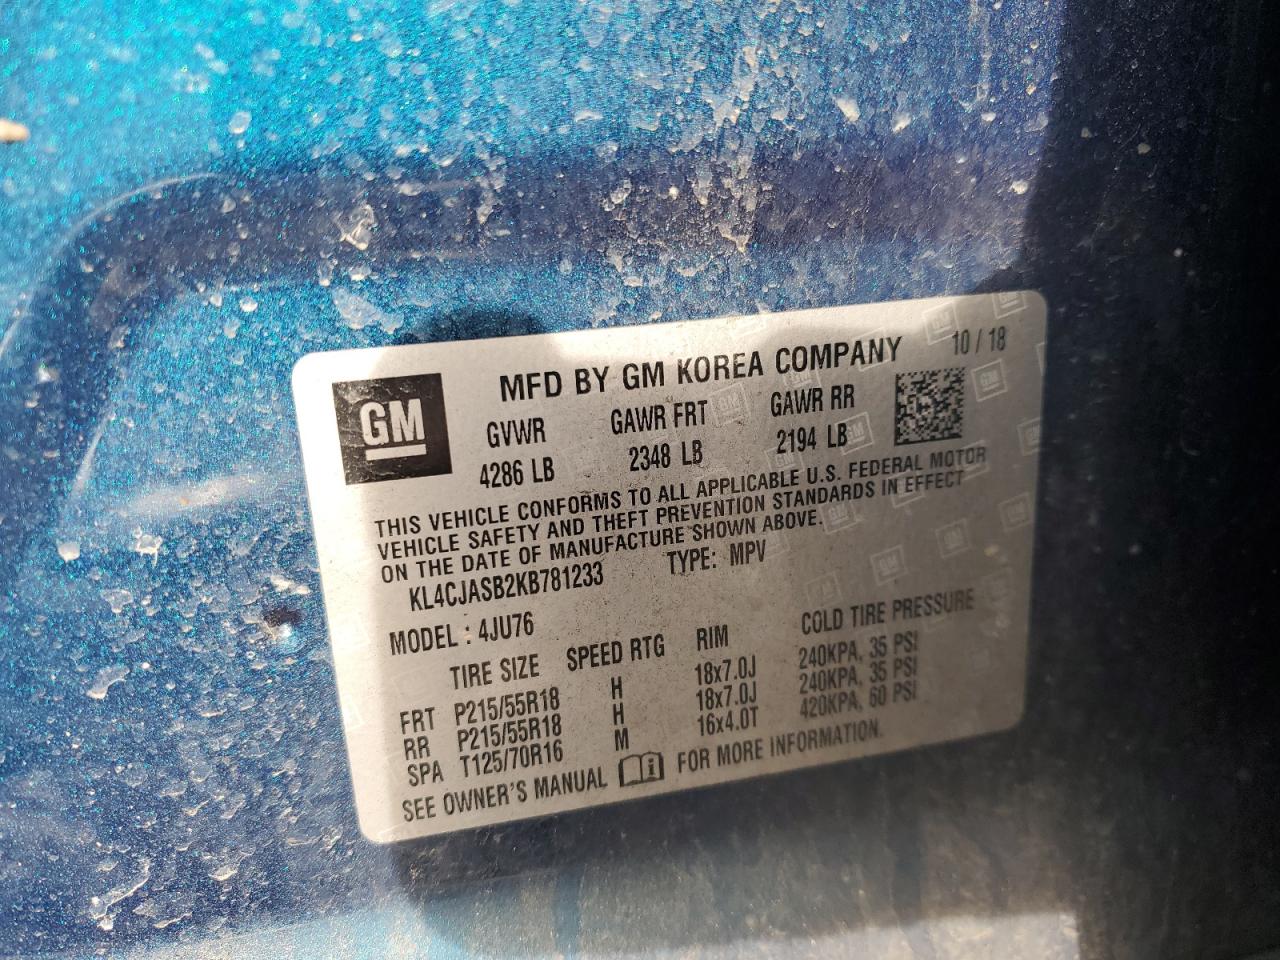 GM
MFD BY GM KOREA COMPANY 10 / 18
GVWR GAWR FRT GAWR RR
4286 LB 2348 LB 2194 LB
THIS VEHICLE CONFORMS TO ALL APPLICABLE U.S. FEDERAL MOTOR
VEHICLE SAFETY AND THEFT PREVENTION STANDARDS IN EFFECT
ON THE DATE OF MANUFACTURE SHOWN ABOVE.
KL4CJASB2KB781233 TYPE: MPV
MODEL : 4JU76
TIRE SIZE SPEED RTG RIM COLD TIRE PRESSURE
FRT P215/55R18 H 18x7.0J 240KPA, 35 PSI
RR P215/55R18 H 18x7.0J 240KPA, 35 PSI
SPA T125/70R16 M 16x4.0T 420KPA, 60 PSI
SEE OWNER'S MANUAL FOR MORE INFORMATION.